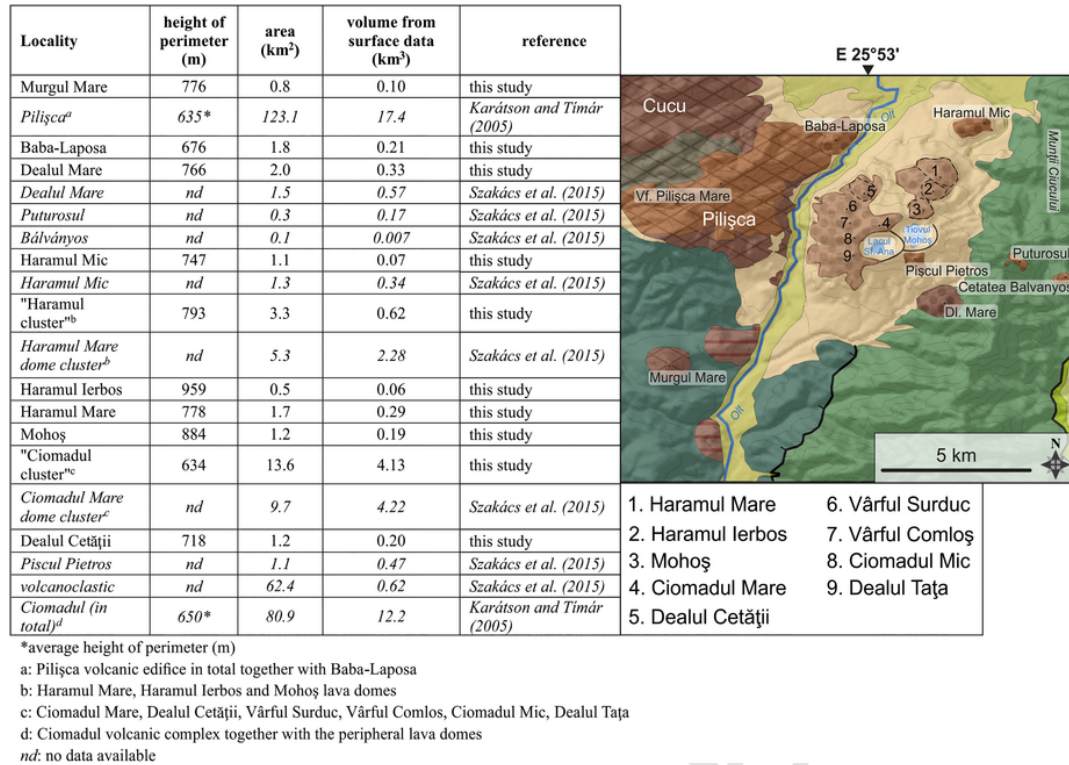 Locality height of perimeter (m) area (km²) volume from surface data (km³) reference
Murgul Mare 776 0.8 0.10 this study
Pilişcaᵃ 635* 123.1 17.4 Karátson and Tímár (2005)
Baba-Laposa 676 1.8 0.21 this study
Dealul Mare 766 2.0 0.33 this study
Dealul Mare nd 1.5 0.57 Szakács et al. (2015)
Puturosul nd 0.3 0.17 Szakács et al. (2015)
Bálványos nd 0.1 0.007 Szakács et al. (2015)
Haramul Mic 747 1.1 0.07 this study
Haramul Mic nd 1.3 0.34 Szakács et al. (2015)
"Haramul cluster"ᵇ 793 3.3 0.62 this study
Haramul Mare dome clusterᵇ nd 5.3 2.28 Szakács et al. (2015)
Haramul Ierbos 959 0.5 0.06 this study
Haramul Mare 778 1.7 0.29 this study
Mohoş 884 1.2 0.19 this study
"Ciomadul cluster"ᶜ 634 13.6 4.13 this study
Ciomadul Mare dome clusterᶜ nd 9.7 4.22 Szakács et al. (2015)
Dealul Cetăţii 718 1.2 0.20 this study
Piscul Pietros nd 1.1 0.47 Szakács et al. (2015)
volcanoclastic nd 62.4 0.62 Szakács et al. (2015)
Ciomadul (in total)ᵈ 650* 80.9 12.2 Karátson and Tímár (2005)
*average height of perimeter (m)
a: Pilişca volcanic edifice in total together with Baba-Laposa
b: Haramul Mare, Haramul Ierbos and Mohoş lava domes
c: Ciomadul Mare, Dealul Cetăţii, Vârful Surduc, Vârful Comlos, Ciomadul Mic, Dealul Taţa
d: Ciomadul volcanic complex together with the peripheral lava domes
nd: no data available
E 25°53'
Cucu
Olt
Baba-Laposa
Haramul Mic
Munţii Ciucului
Vf. Pilişca Mare
Pilişca
1
2
3
4
5
6
7
8
9
Lacul Sf. Ana
Tiovul Mohoş
Pişcul Pietros
Puturosul
Cetatea Balvanyos
Dl. Mare
Murgul Mare
Olt
5 km
N
1. Haramul Mare
2. Haramul Ierbos
3. Mohoş
4. Ciomadul Mare
5. Dealul Cetăţii
6. Vârful Surduc
7. Vârful Comloş
8. Ciomadul Mic
9. Dealul Taţa